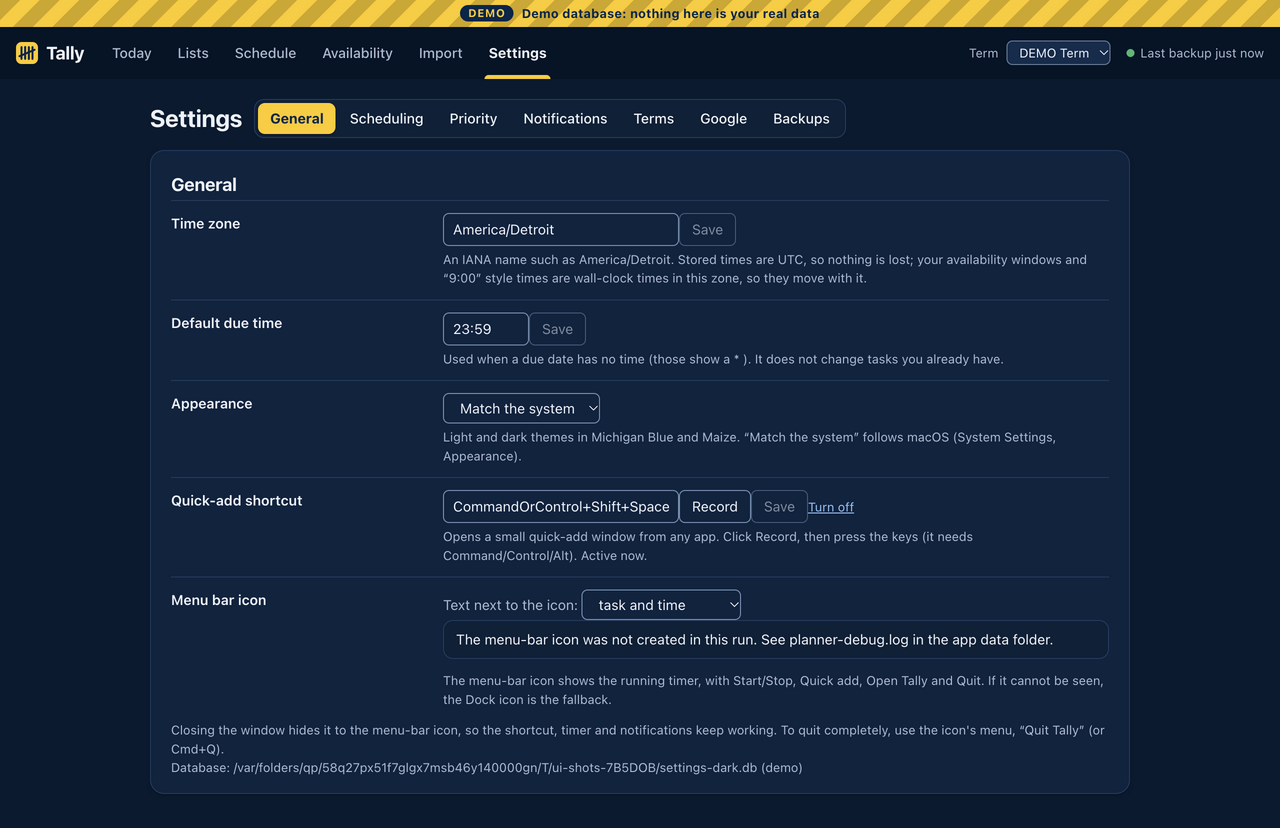 DEMO Demo database: nothing here is your real data
Tally Today Lists Schedule Availability Import Settings Term DEMO Term Last backup just now
Settings General Scheduling Priority Notifications Terms Google Backups
General
Time zone
America/Detroit Save
An IANA name such as America/Detroit. Stored times are UTC, so nothing is lost; your availability windows and
“9:00” style times are wall-clock times in this zone, so they move with it.
Default due time
23:59 Save
Used when a due date has no time (those show a * ). It does not change tasks you already have.
Appearance
Match the system
Light and dark themes in Michigan Blue and Maize. “Match the system” follows macOS (System Settings,
Appearance).
Quick-add shortcut
CommandOrControl+Shift+Space Record Save Turn off
Opens a small quick-add window from any app. Click Record, then press the keys (it needs
Command/Control/Alt). Active now.
Menu bar icon
Text next to the icon: task and time
The menu-bar icon was not created in this run. See planner-debug.log in the app data folder.
The menu-bar icon shows the running timer, with Start/Stop, Quick add, Open Tally and Quit. If it cannot be seen,
the Dock icon is the fallback.
Closing the window hides it to the menu-bar icon, so the shortcut, timer and notifications keep working. To quit completely, use the icon's menu, “Quit Tally” (or
Cmd+Q).
Database: /var/folders/qp/58q27px51f7glgx7msb46y140000gn/T/ui-shots-7B5DOB/settings-dark.db (demo)